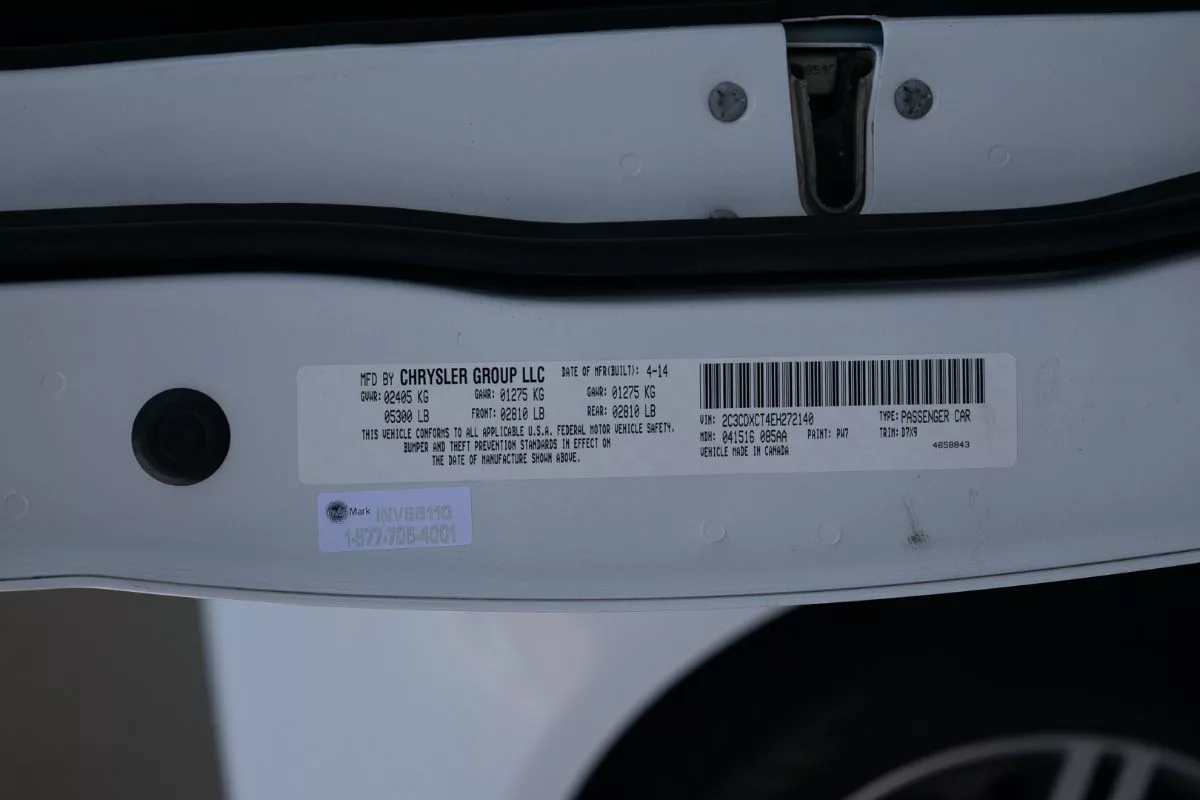 MFD BY CHRYSLER GROUP LLC DATE OF MFR(BUILT): 4-14
GVWR: 02405 KG GAWR: 01275 KG GAWR: 01275 KG
05300 LB FRONT: 02810 LB REAR: 02810 LB
THIS VEHICLE CONFORMS TO ALL APPLICABLE U.S.A. FEDERAL MOTOR VEHICLE SAFETY,
BUMPER AND THEFT PREVENTION STANDARDS IN EFFECT ON
THE DATE OF MANUFACTURE SHOWN ABOVE.
VIN: 2C3CDXCT4EH272140 TYPE: PASSENGER CAR
MDH: 041516 085AA PAINT: PW7 TRIM: D7X9
VEHICLE MADE IN CANADA 4658843
Mark
1-877-706-4001